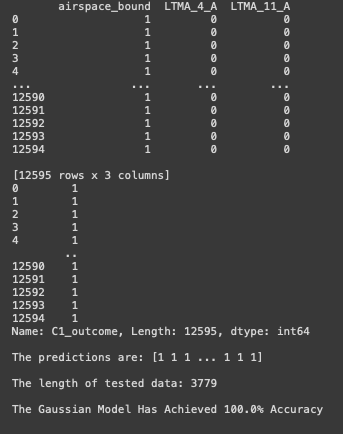 airspace_bound LTMA_4_A LTMA_11_A
0 1 0 0
1 1 0 0
2 1 0 0
3 1 0 0
4 1 0 0
... ... ... ...
12590 1 0 0
12591 1 0 0
12592 1 0 0
12593 1 0 0
12594 1 0 0
[12595 rows x 3 columns]
0 1
1 1
2 1
3 1
4 1
..
12590 1
12591 1
12592 1
12593 1
12594 1
Name: C1_outcome, Length: 12595, dtype: int64
The predictions are: [1 1 1 ... 1 1 1]
The length of tested data: 3779
The Gaussian Model Has Achieved 100.0% Accuracy